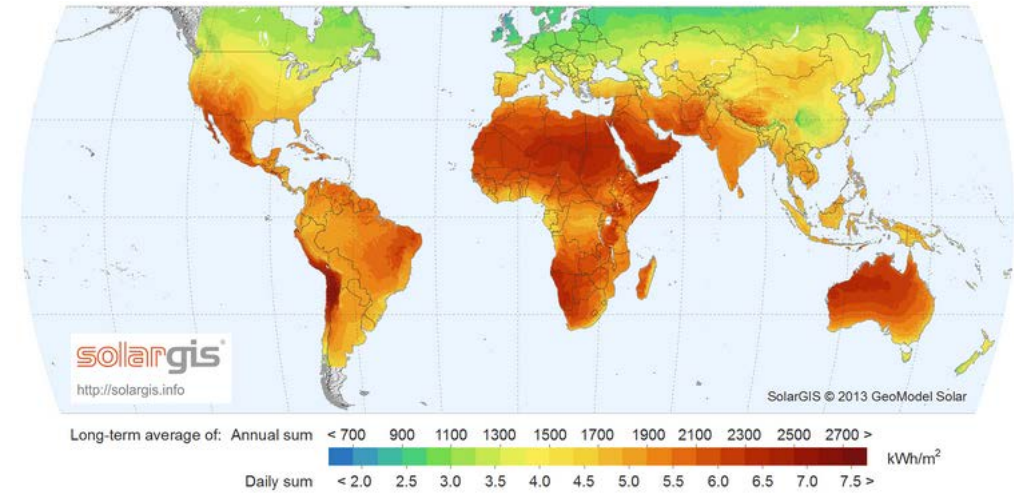 solargis
http://solargis.info
SolarGIS © 2013 GeoModel Solar
Long-term average of: Annual sum < 700 900 1100 1300 1500 1700 1900 2100 2300 2500 2700 > kWh/m²
Daily sum < 2.0 2.5 3.0 3.5 4.0 4.5 5.0 5.5 6.0 6.5 7.0 7.5 >